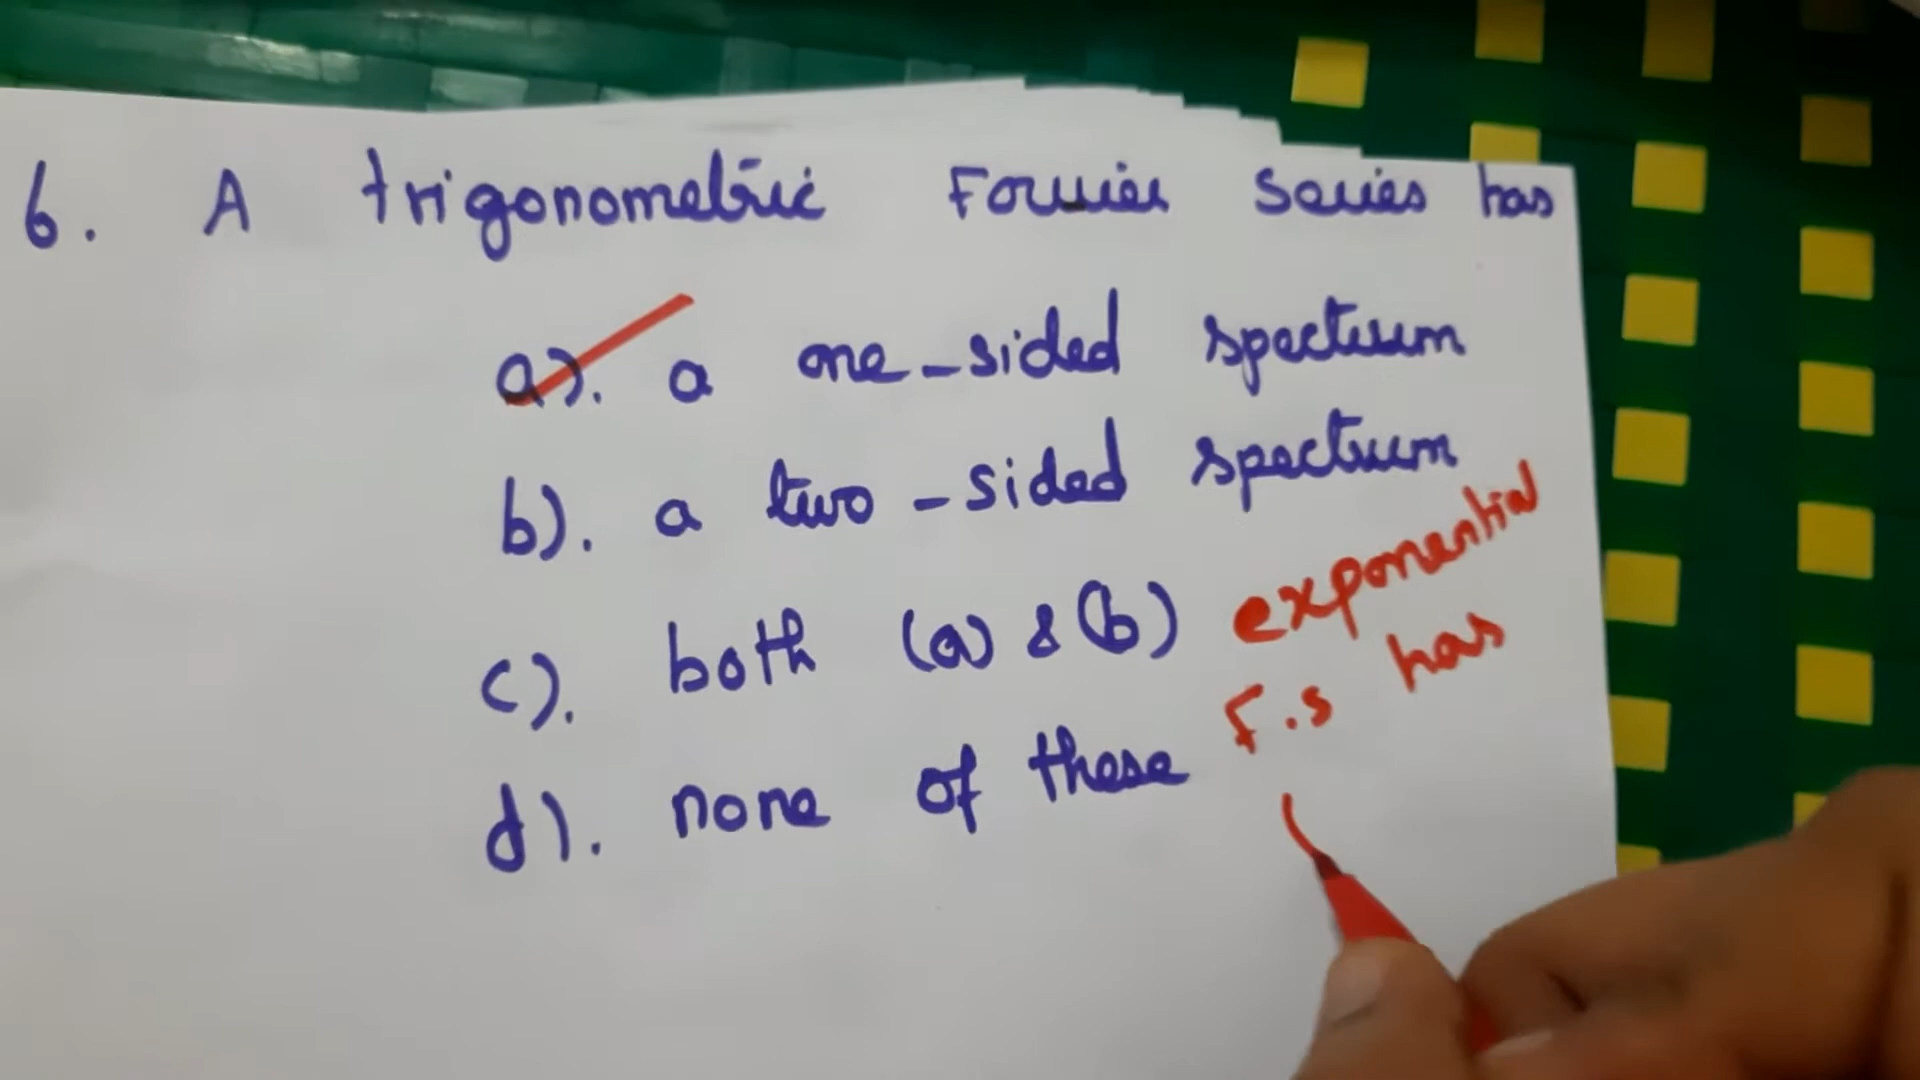 6. A trigonometric Fourier Series has
a). a one-sided spectrum
b). a two-sided spectrum
c). both (a) & (b)
d). none of these
exponential
F.S has